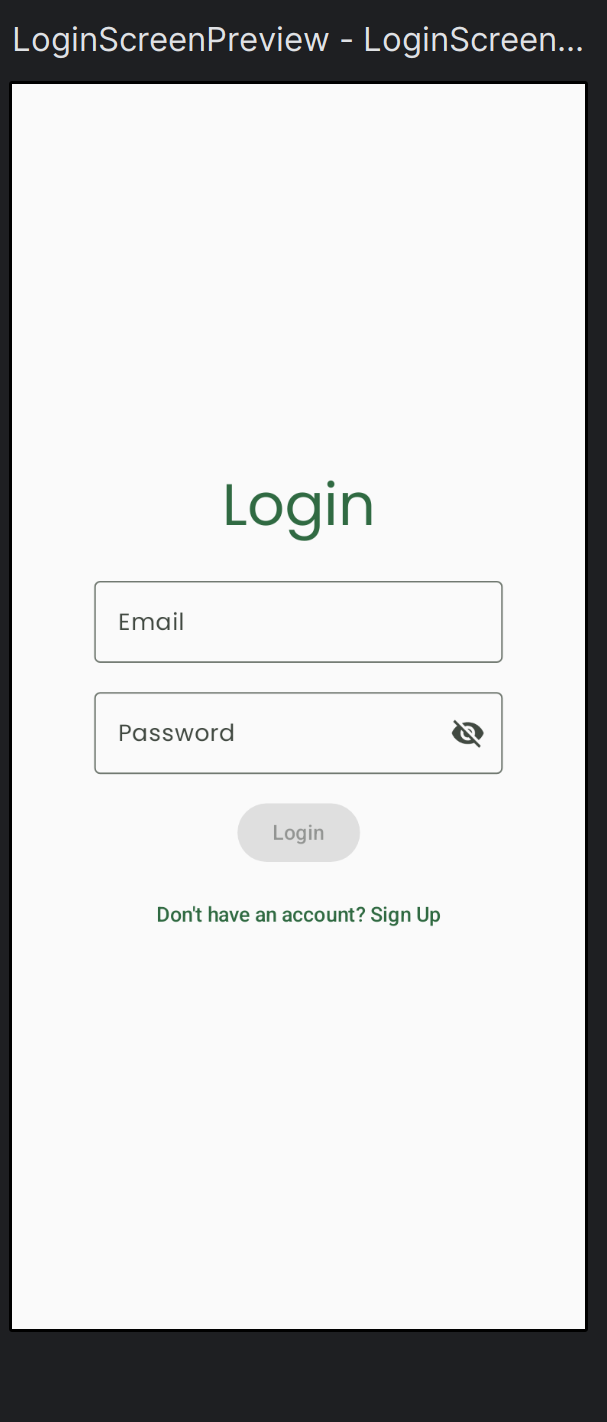 LoginScreenPreview - LoginScreen...
Login
Email
Password
Login
Don't have an account? Sign Up